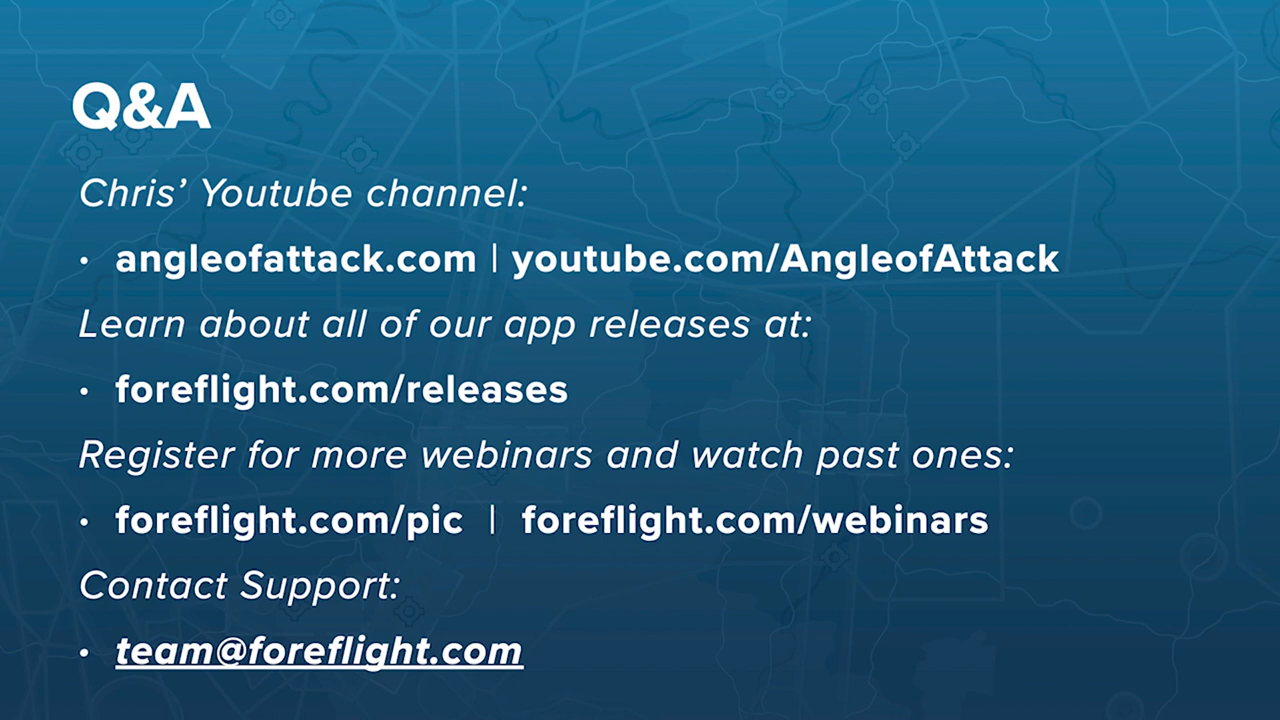 Q&A
Chris’ Youtube channel:
• angleofattack.com | youtube.com/AngleofAttack
Learn about all of our app releases at:
• foreflight.com/releases
Register for more webinars and watch past ones:
• foreflight.com/pic | foreflight.com/webinars
Contact Support:
• team@foreflight.com